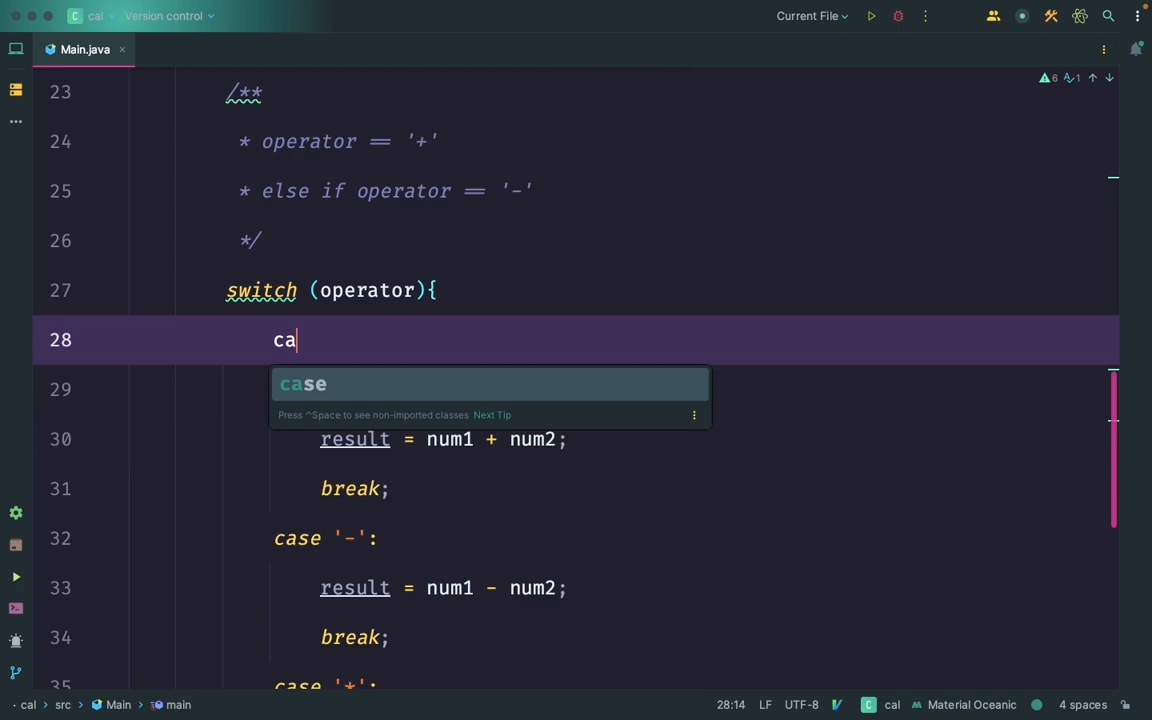 C cal Version control Current File
Main.java
6 1
23 /**
24 * operator == '+'
25 * else if operator == '-'
26 */
27 switch (operator){
28 ca
case
29
Press ^Space to see non-imported classes Next Tip
30 result = num1 + num2;
31 break;
32 case '-':
33 result = num1 - num2;
34 break;
35 case '*':
cal > src > Main > main 28:14 LF UTF-8 C cal Material Oceanic 4 spaces